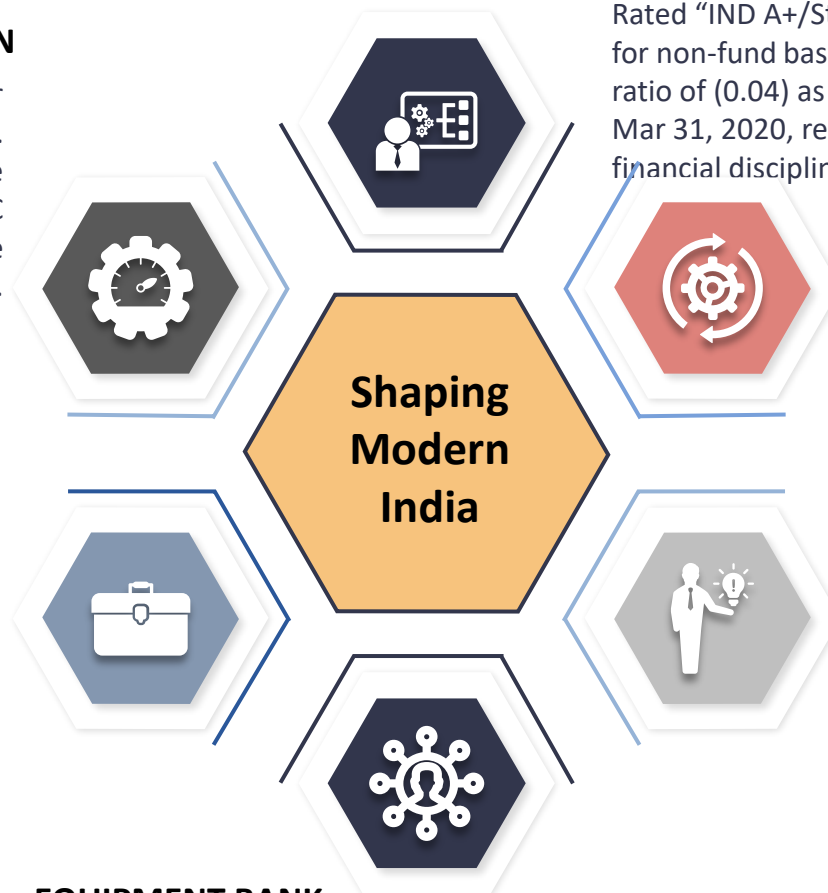 Rated “IND A+/St
for non-fund bas
ratio of (0.04) as
Mar 31, 2020, re
financial disciplin
Shaping
Modern
India
EQUIPMENT BANK